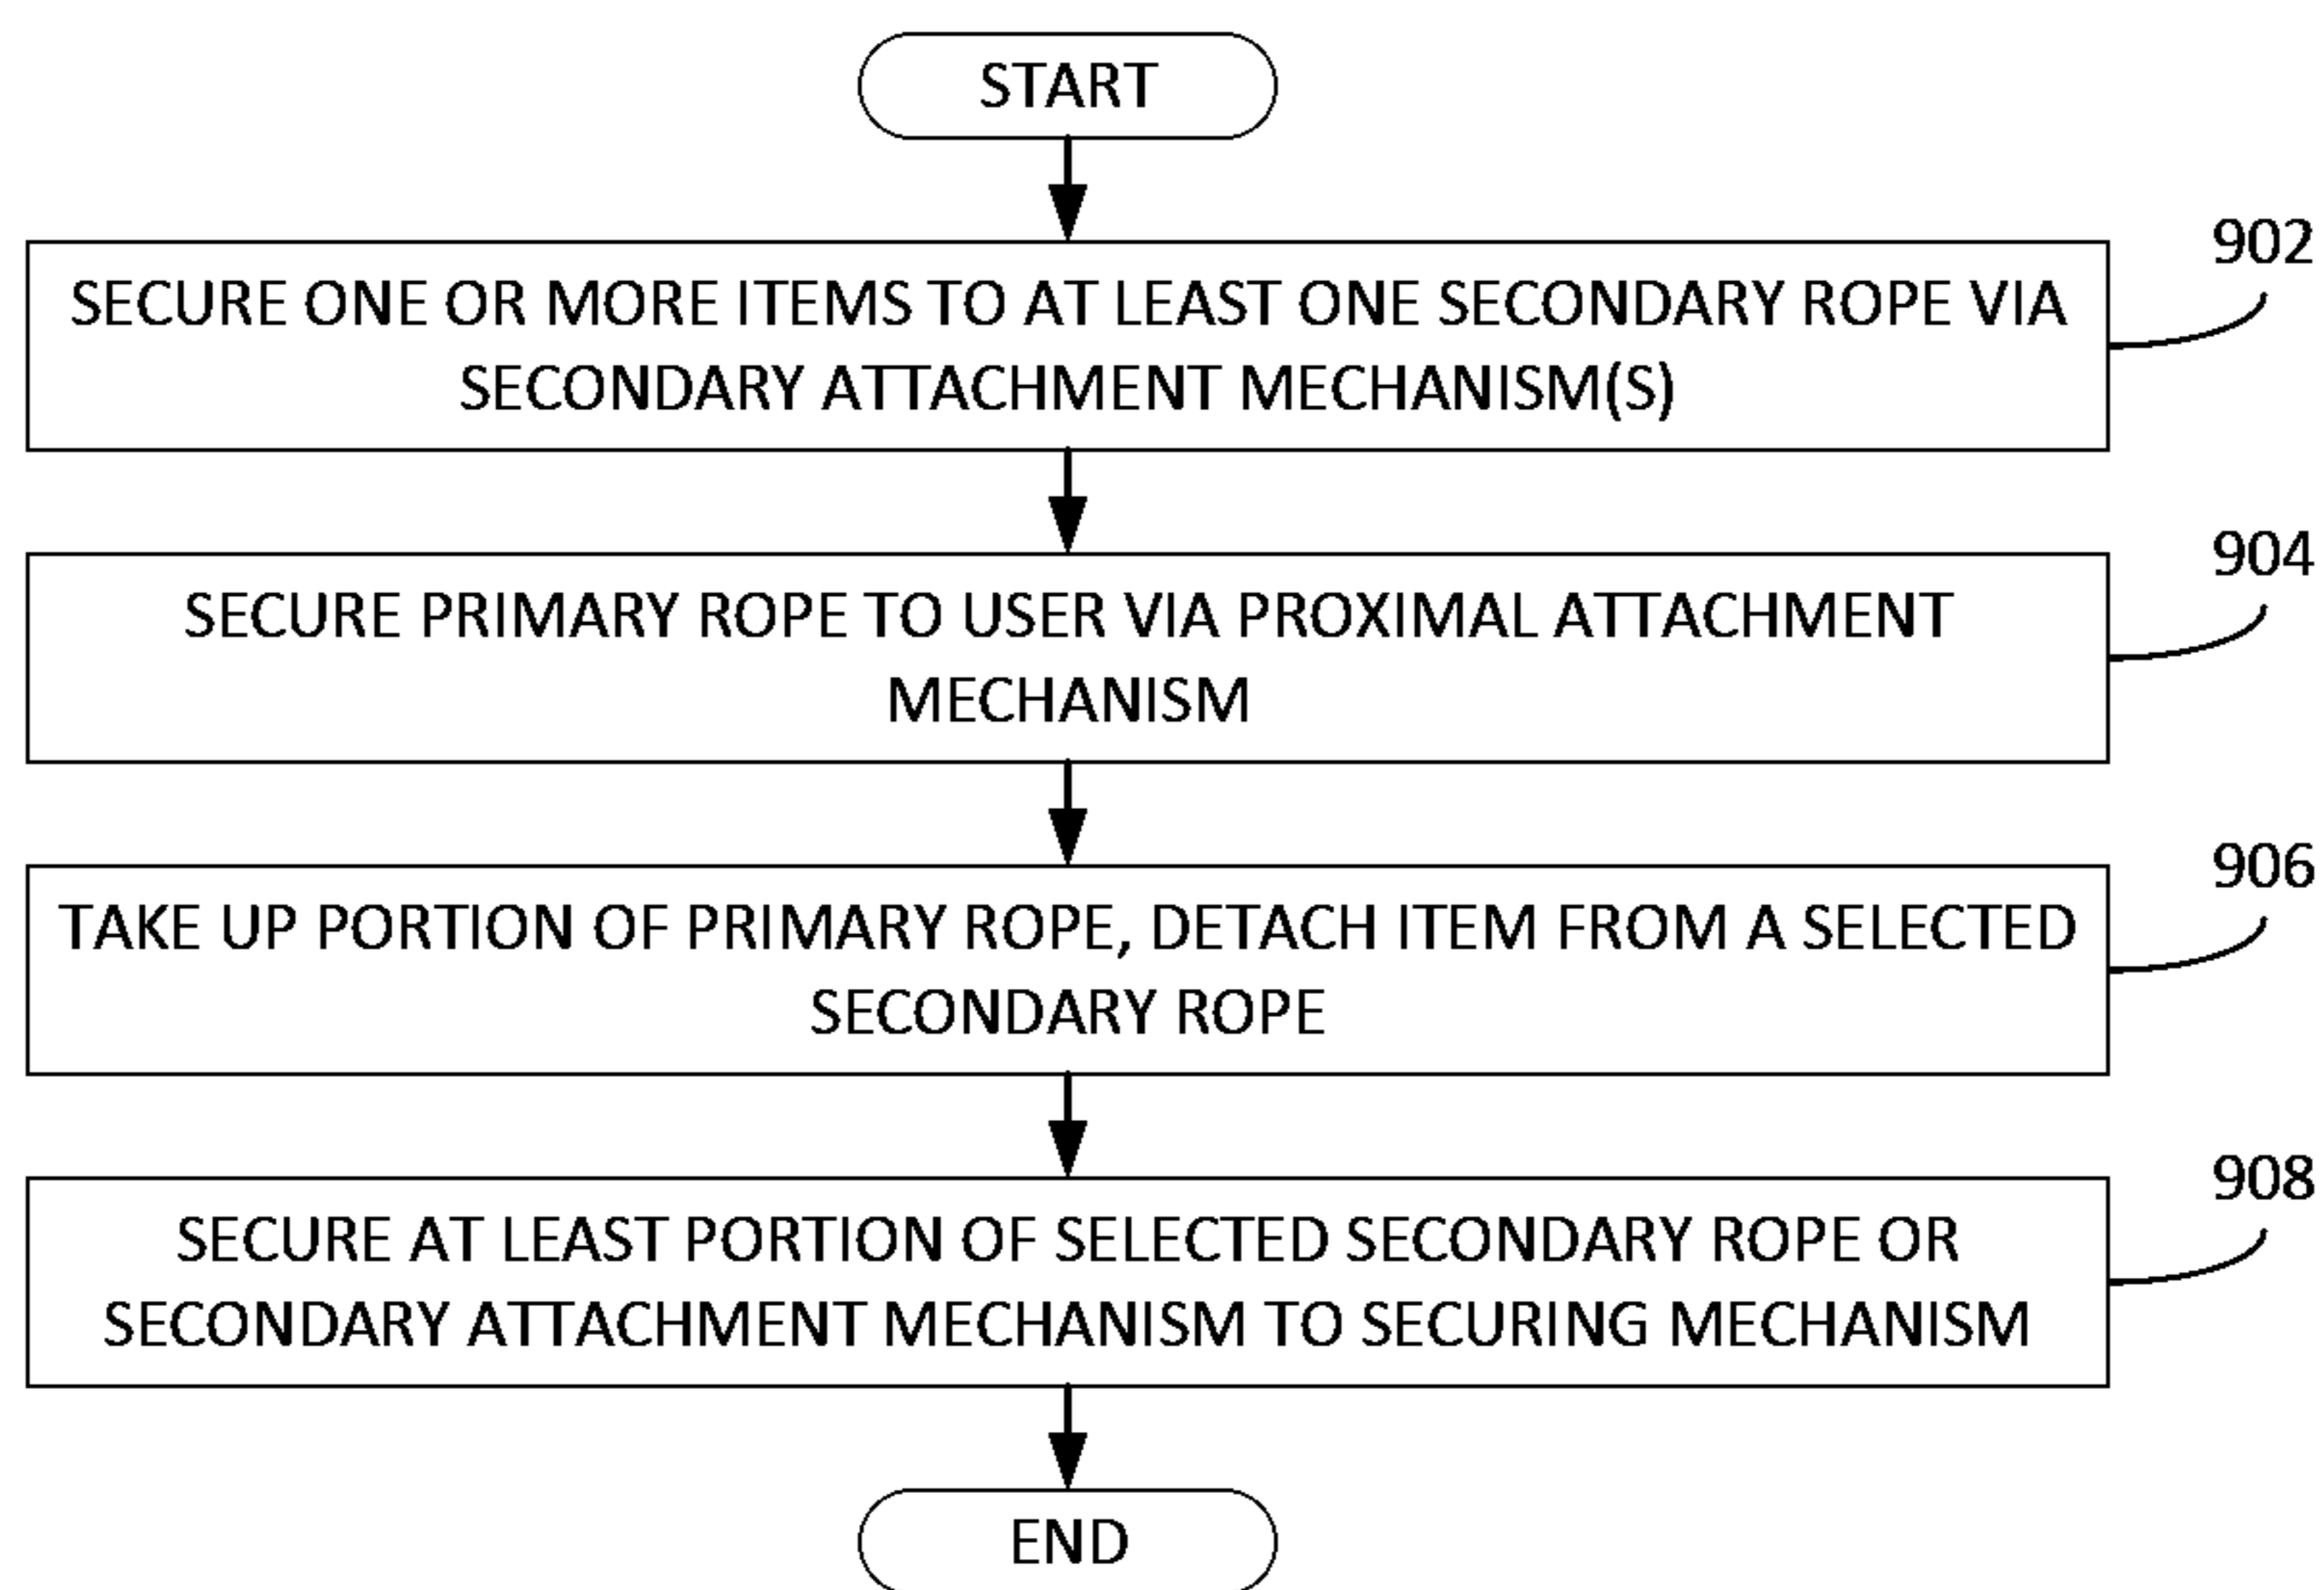 START
902
SECURE ONE OR MORE ITEMS TO AT LEAST ONE SECONDARY ROPE VIA
SECONDARY ATTACHMENT MECHANISM(S)
904
SECURE PRIMARY ROPE TO USER VIA PROXIMAL ATTACHMENT
MECHANISM
906
TAKE UP PORTION OF PRIMARY ROPE, DETACH ITEM FROM A SELECTED
SECONDARY ROPE
908
SECURE AT LEAST PORTION OF SELECTED SECONDARY ROPE OR
SECONDARY ATTACHMENT MECHANISM TO SECURING MECHANISM
END